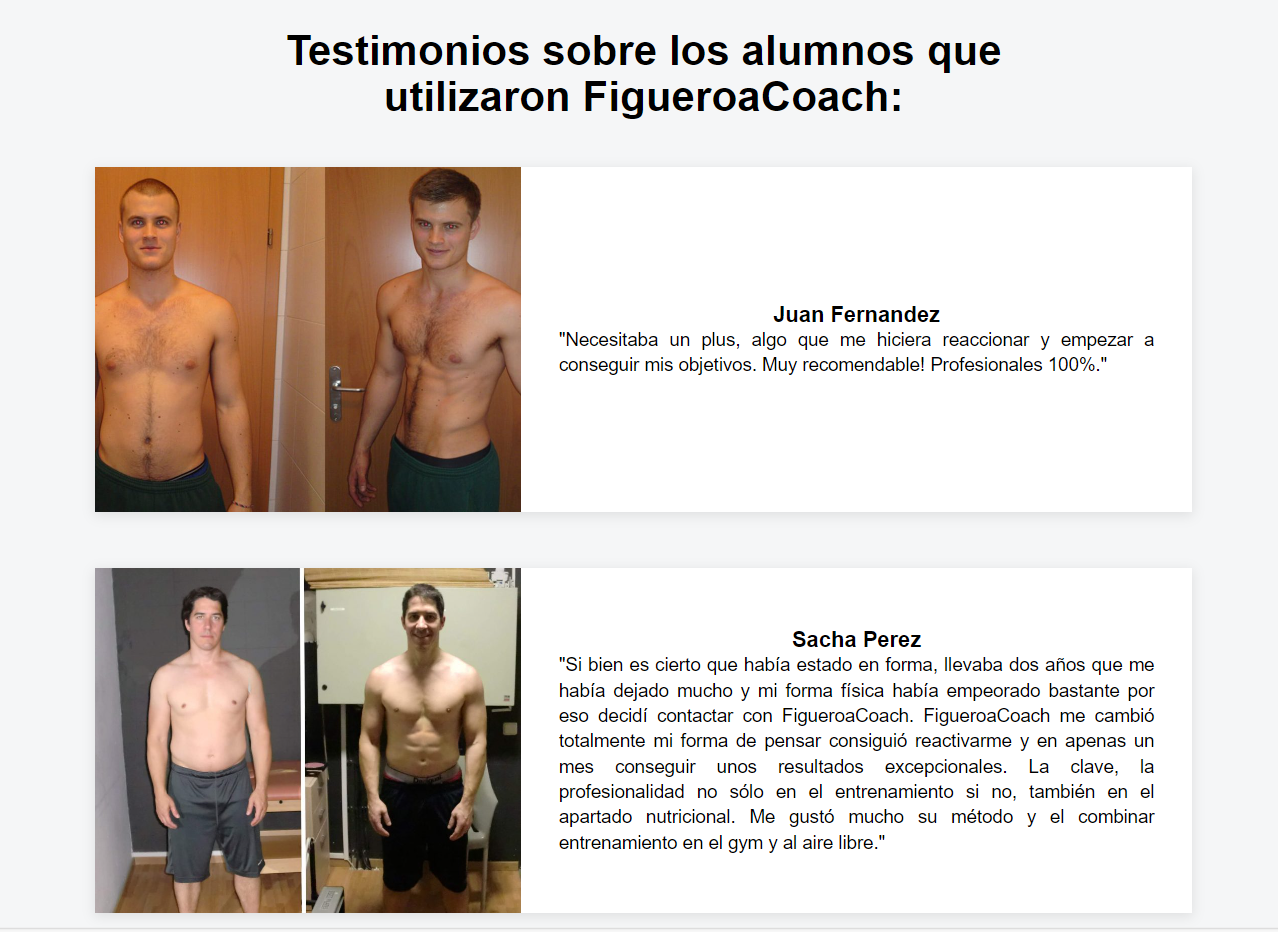 Testimonios sobre los alumnos que
utilizaron FigueroaCoach:
Juan Fernandez
"Necesitaba un plus, algo que me hiciera reaccionar y empezar a
conseguir mis objetivos. Muy recomendable! Profesionales 100%."
Sacha Perez
"Si bien es cierto que había estado en forma, llevaba dos años que me
había dejado mucho y mi forma física había empeorado bastante por
eso decidí contactar con FigueroaCoach. FigueroaCoach me cambió
totalmente mi forma de pensar consiguió reactivarme y en apenas un
mes conseguir unos resultados excepcionales. La clave, la
profesionalidad no sólo en el entrenamiento si no, también en el
apartado nutricional. Me gustó mucho su método y el combinar
entrenamiento en el gym y al aire libre."